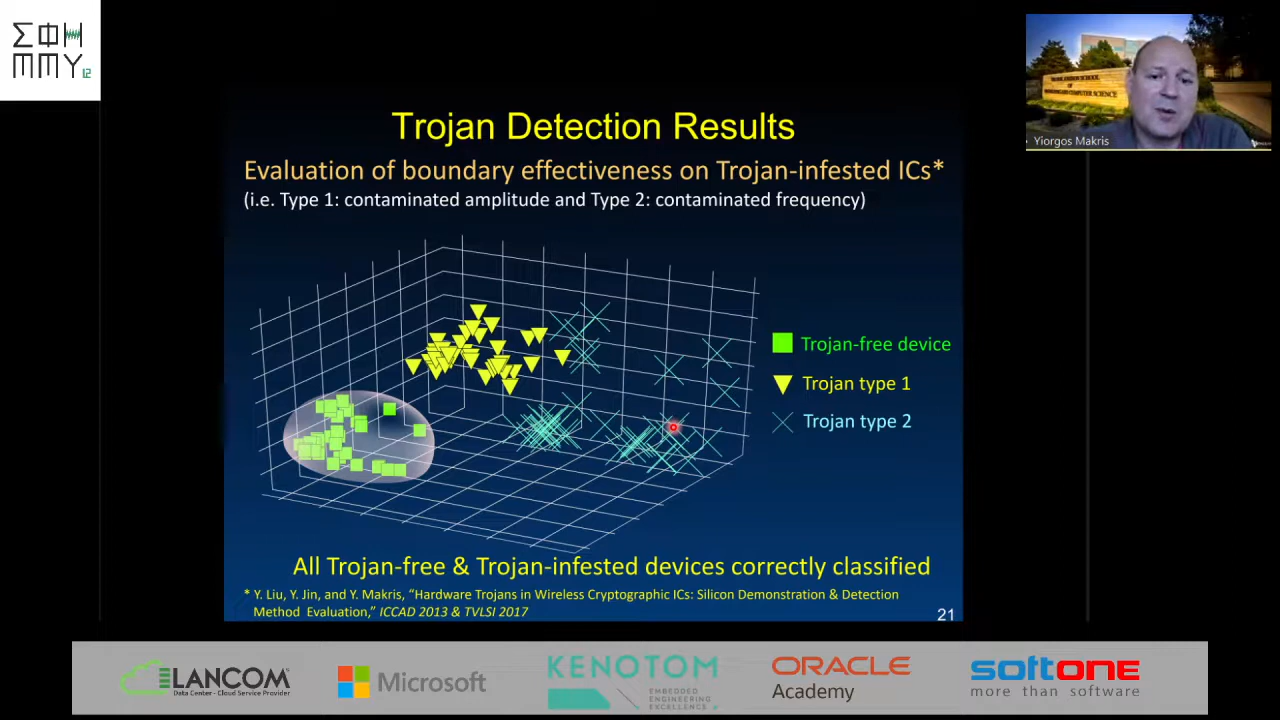 ΣΦΗ
ΜΜΥ 12
Yiorgos Makris
Trojan Detection Results
Evaluation of boundary effectiveness on Trojan-infested ICs*
(i.e. Type 1: contaminated amplitude and Type 2: contaminated frequency)
Trojan-free device
Trojan type 1
Trojan type 2
All Trojan-free & Trojan-infested devices correctly classified
* Y. Liu, Y. Jin, and Y. Makris, “Hardware Trojans in Wireless Cryptographic ICs: Silicon Demonstration & Detection
Method Evaluation,” ICCAD 2013 & TVLSI 2017
21
LANCOM
Data Center - Cloud Service Provider
Microsoft
KENOTOM
EMBEDDED
ENGINEERING
EXCELLENCE
ORACLE
Academy
softONE
more than software